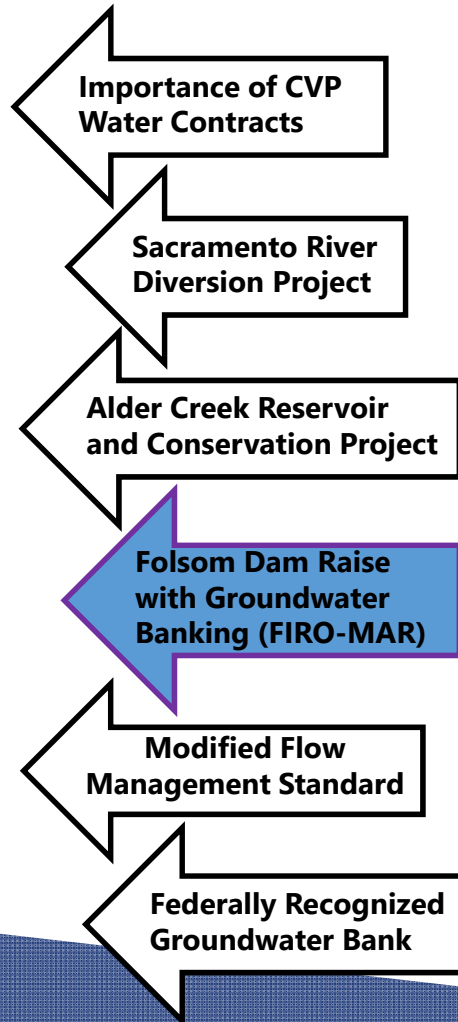 Importance of CVP
Water Contracts
Sacramento River
Diversion Project
Alder Creek Reservoir
and Conservation Project
Folsom Dam Raise
with Groundwater
Banking (FIRO-MAR)
Modified Flow
Management Standard
Federally Recognized
Groundwater Bank